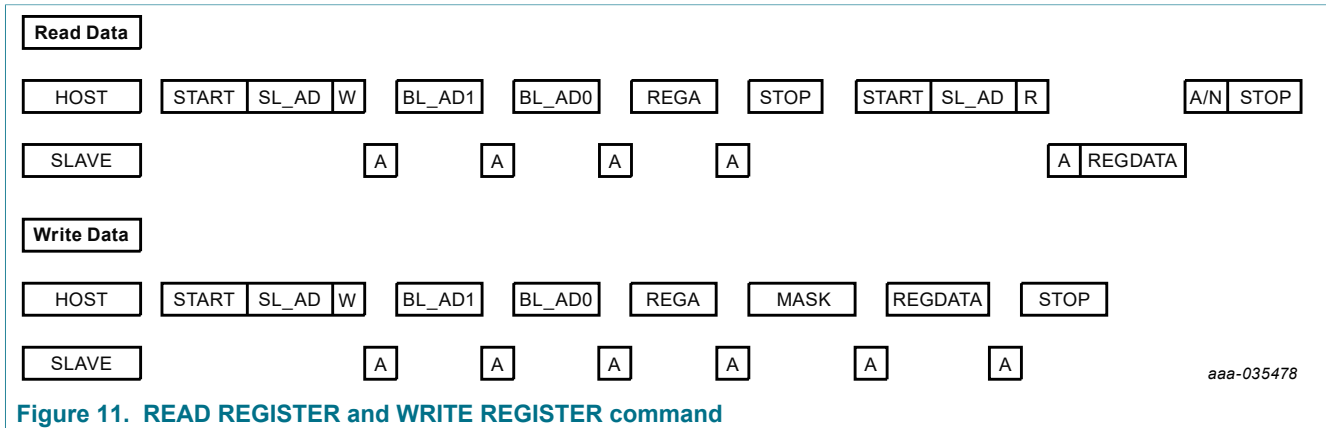 Read Data
HOST START SL_AD W BL_AD1 BL_AD0 REGA STOP START SL_AD R A/N STOP
SLAVE A A A A A REGDATA
Write Data
HOST START SL_AD W BL_AD1 BL_AD0 REGA MASK REGDATA STOP
SLAVE A A A A A A
aaa-035478
Figure 11. READ REGISTER and WRITE REGISTER command